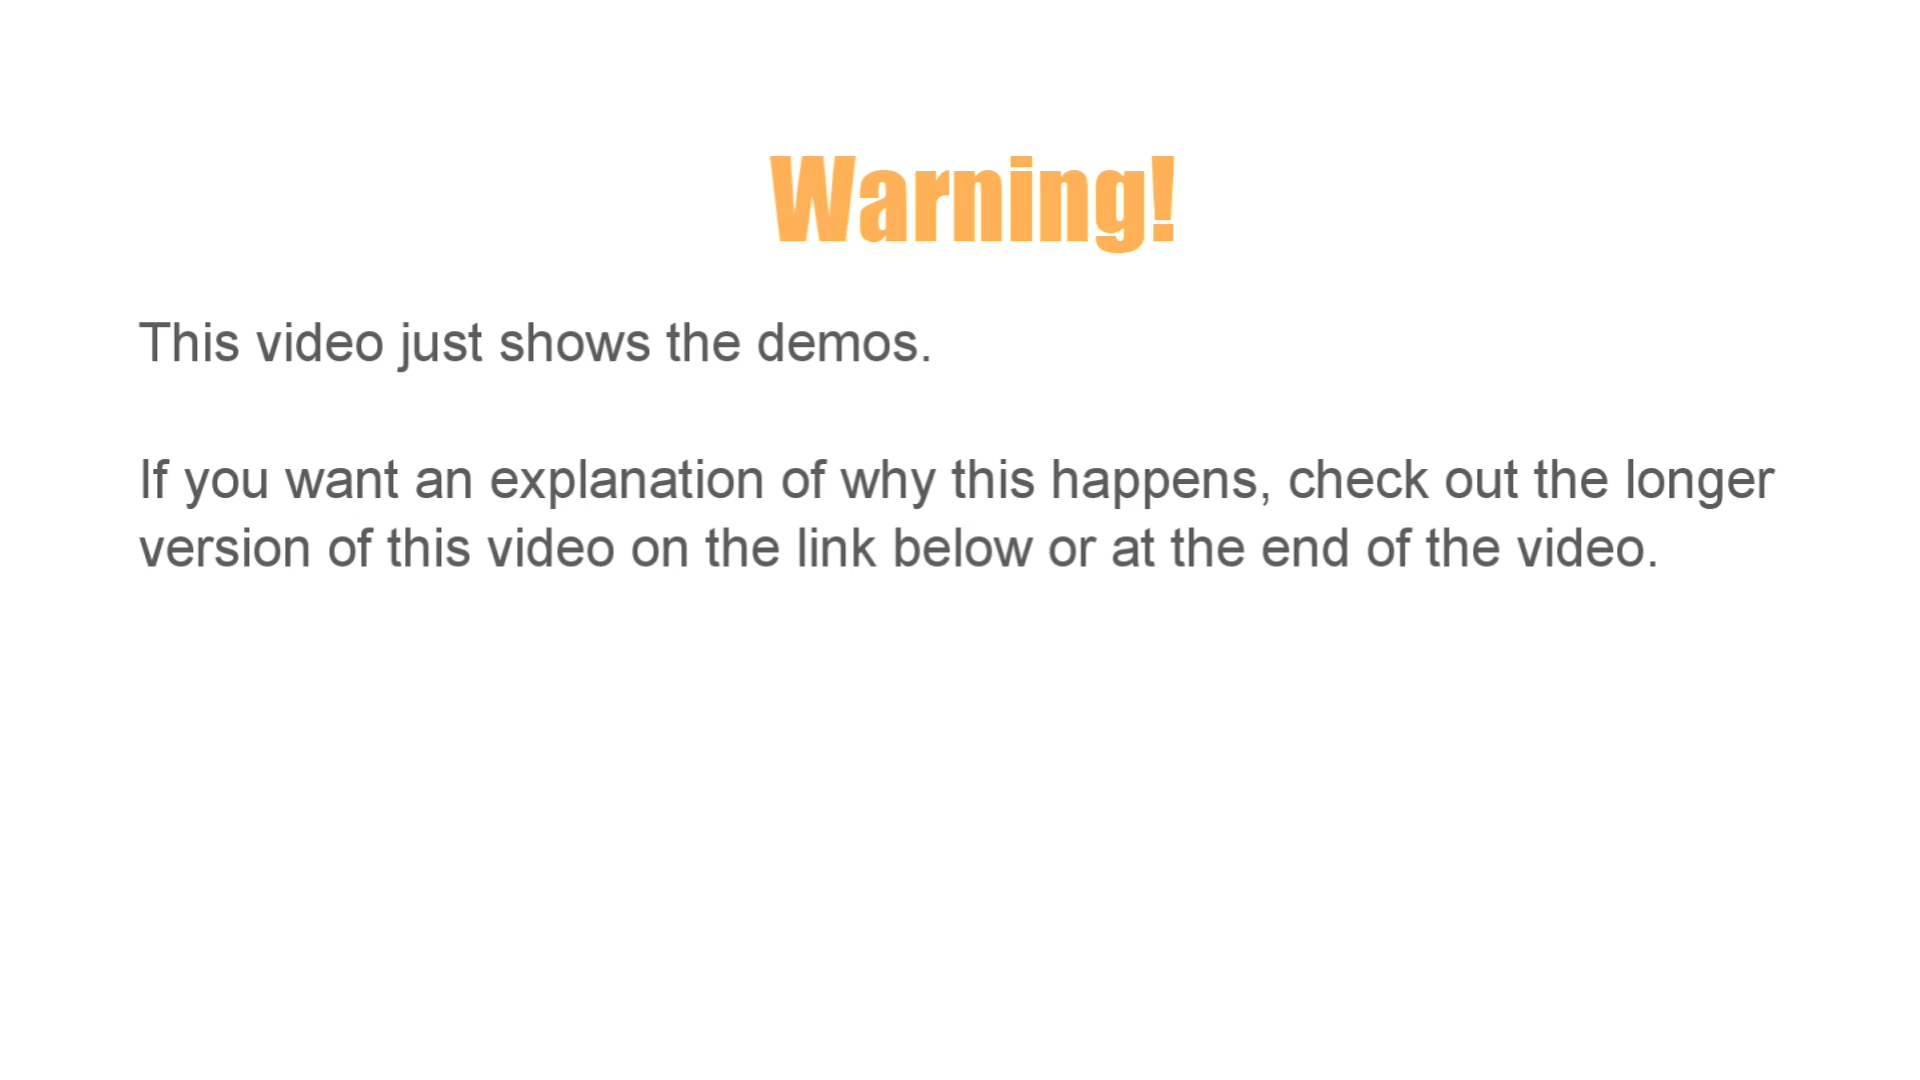 Warning!
This video just shows the demos.
If you want an explanation of why this happens, check out the longer
version of this video on the link below or at the end of the video.